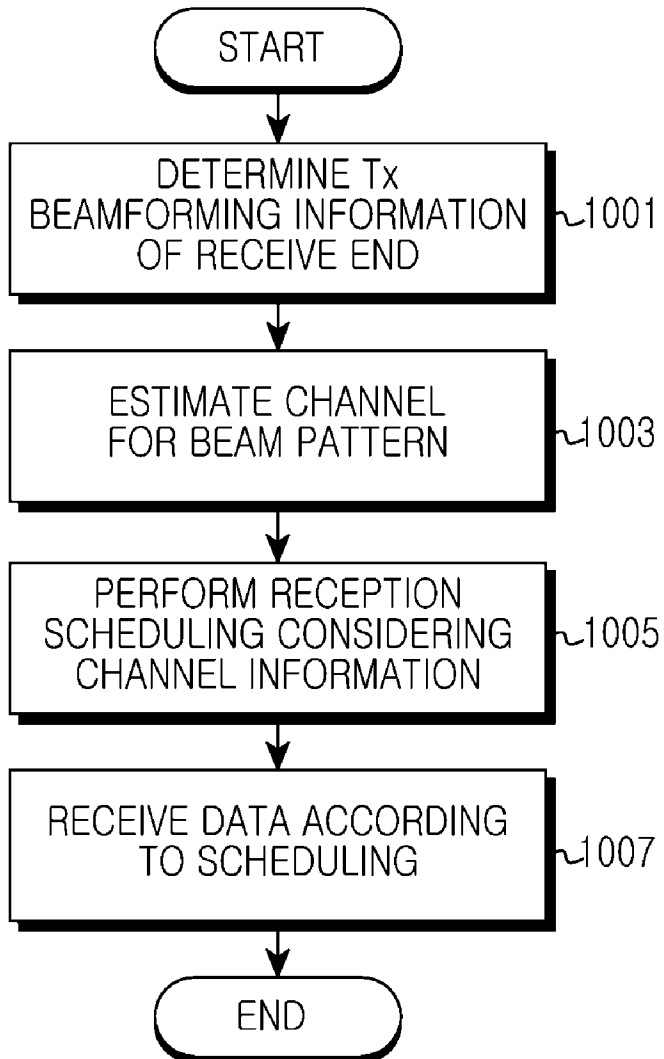 START
DETERMINE Tx
BEAMFORMING INFORMATION
OF RECEIVE END
1001
ESTIMATE CHANNEL
FOR BEAM PATTERN
1003
PERFORM RECEPTION
SCHEDULING CONSIDERING
CHANNEL INFORMATION
1005
RECEIVE DATA ACCORDING
TO SCHEDULING
1007
END